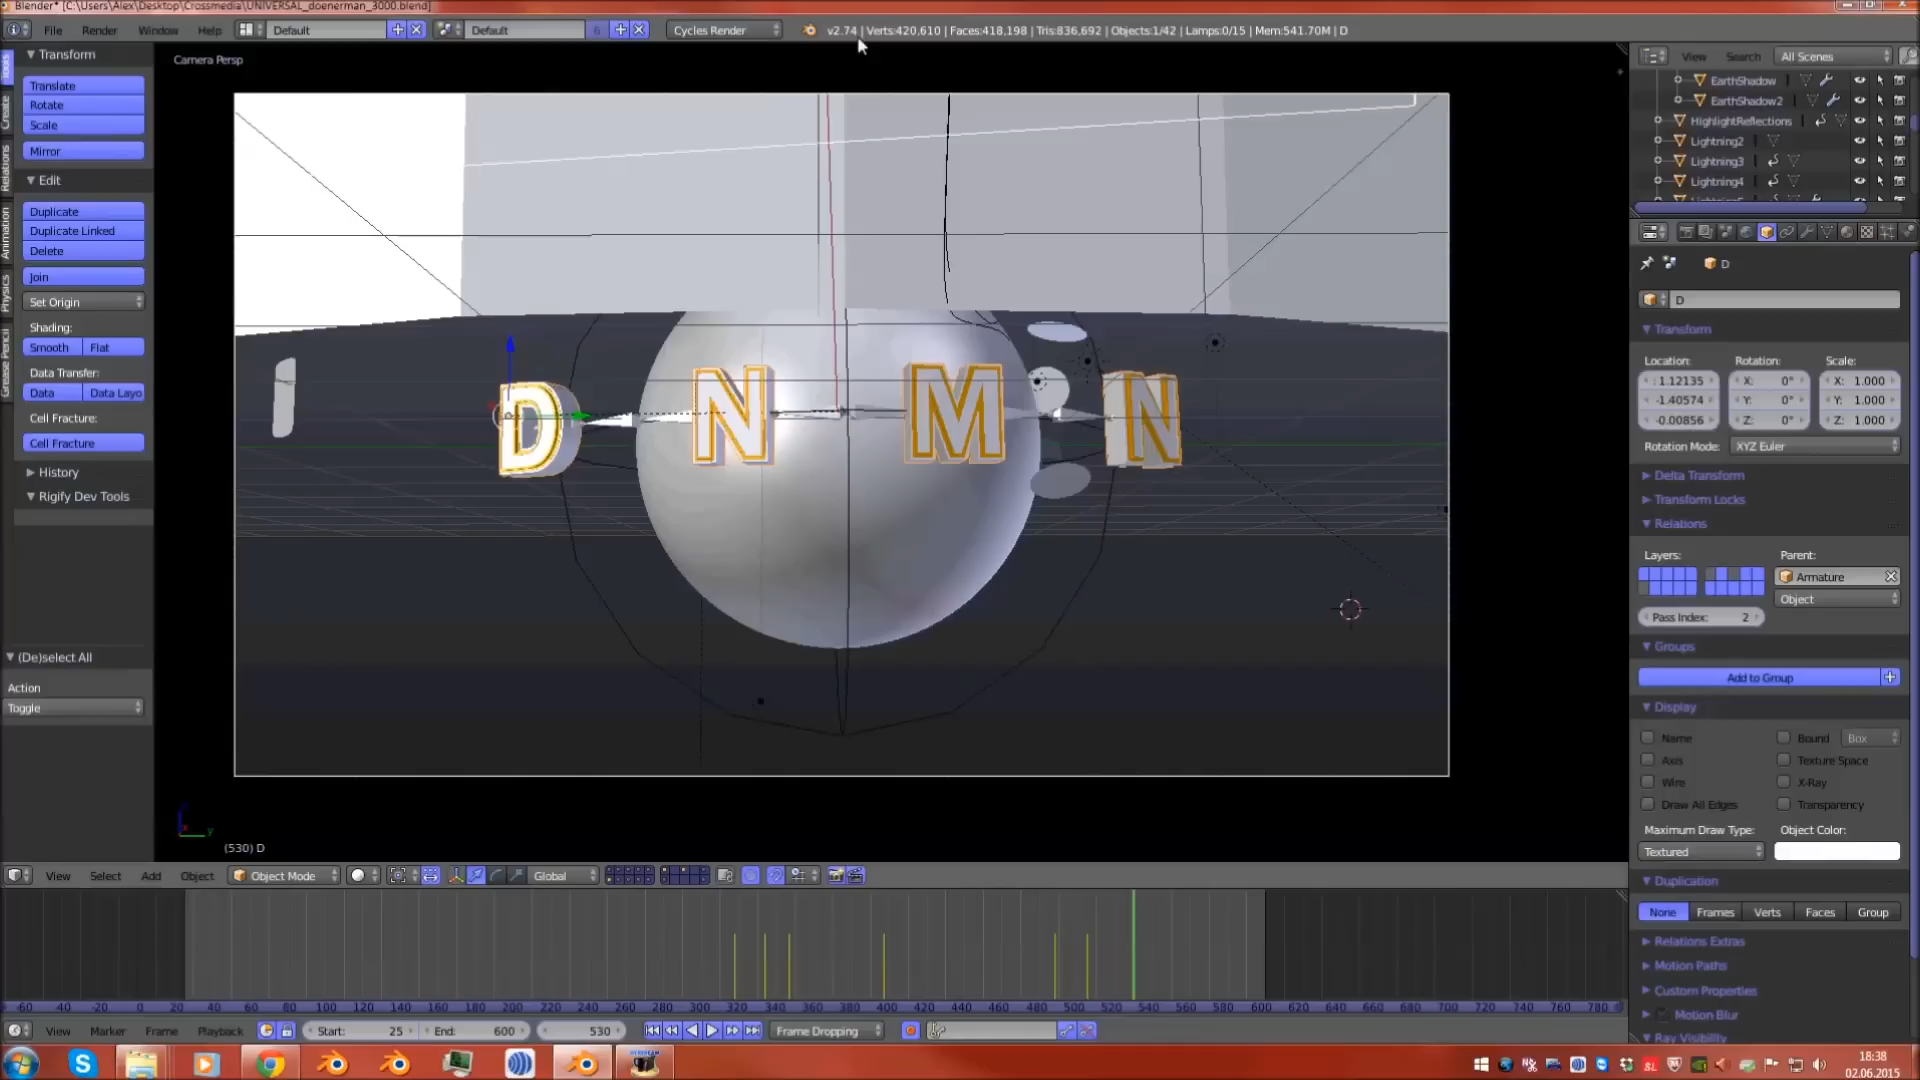 Blender* [C:\Users\Alex\Desktop\Crossmedia\UNIVERSAL_doenerman_3000.blend]
File Render Window Help Default Default 6 Cycles Render v2.74 | Verts:420,610 | Faces:418,198 | Tris:836,692 | Objects:1/42 | Lamps:0/15 | Mem:541.70M | D
Tools
Create
Relations
Animation
Physics
Grease Pencil
Transform
Translate
Rotate
Scale
Mirror
Edit
Duplicate
Duplicate Linked
Delete
Join
Set Origin
Shading:
Smooth Flat
Data Transfer:
Data Data Layo
Cell Fracture:
Cell Fracture
History
Rigify Dev Tools
(De)select All
Action
Toggle
Camera Persp
D N M N
(530) D
View Search All Scenes
EarthShadow
EarthShadow2
HighlightReflections
Lightning2
Lightning3
Lightning4
D
D
Transform
Location: Rotation: Scale:
1.12135 X: 0° X: 1.000
-1.40574 Y: 0° Y: 1.000
-0.00856 Z: 0° Z: 1.000
Rotation Mode: XYZ Euler
Delta Transform
Transform Locks
Relations
Layers: Parent:
Armature
Object
Pass Index: 2
Groups
Add to Group
Display
Name Bound Box
Axis Texture Space
Wire X-Ray
Draw All Edges Transparency
Maximum Draw Type: Object Color:
Textured
Duplication
None Frames Verts Faces Group
Relations Extras
Motion Paths
Custom Properties
Motion Blur
Ray Visibility
View Select Add Object Object Mode Global
-60 -40 -20 0 20 40 60 80 100 120 140 160 180 200 220 240 260 280 300 320 340 360 380 400 420 440 460 480 500 520 540 560 580 600 620 640 660 680 700 720 740 760 780
View Marker Frame Playback Start: 25 End: 600 530 Frame Dropping
18:38
02.06.2015